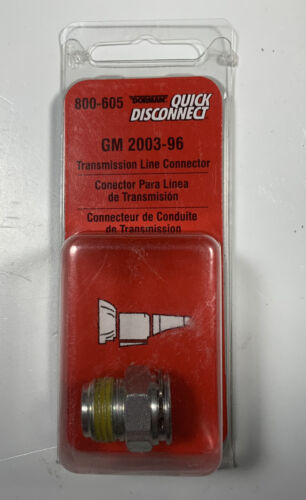 800-605 DORMAN QUICK
DISCONNECT
GM 2003-96
Transmission Line Connector
Conector Para Linea
de Transmisión
Connecteur de Conduite
de Transmission